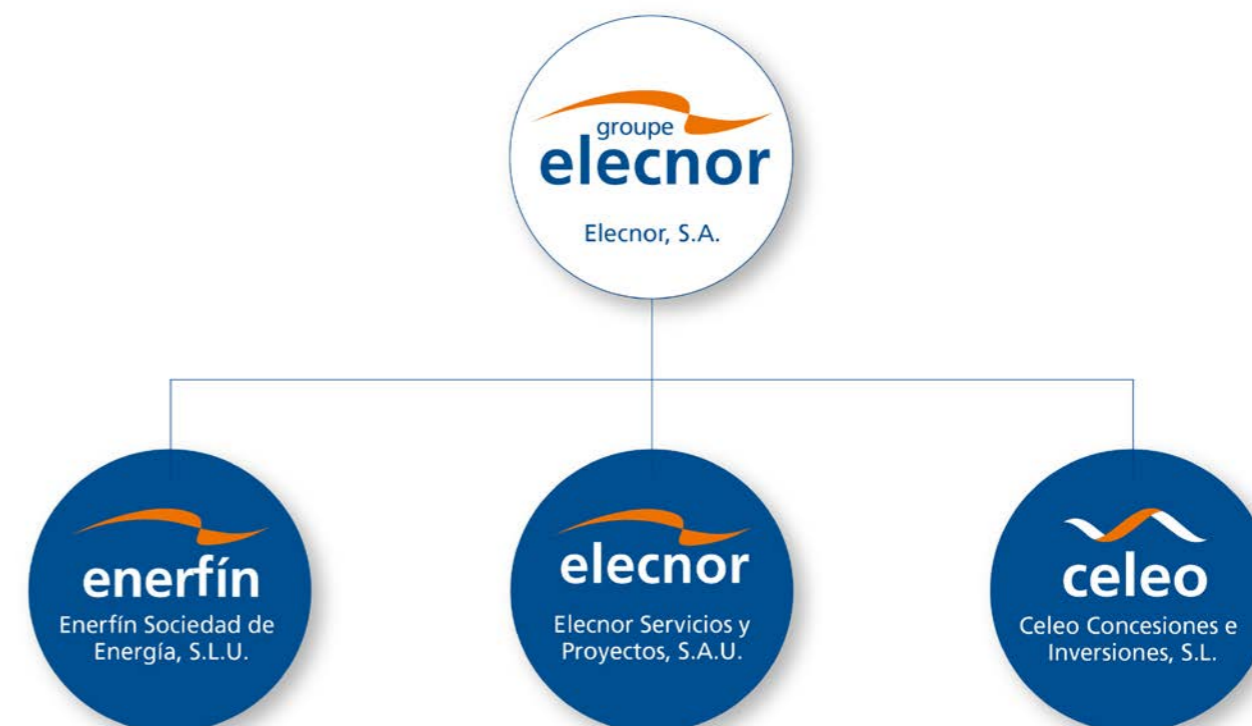 groupe
elecnor
Elecnor, S.A.
enerfín
Enerfín Sociedad de
Energía, S.L.U.
elecnor
Elecnor Servicios y
Proyectos, S.A.U.
celeo
Celeo Concesiones e
Inversiones, S.L.